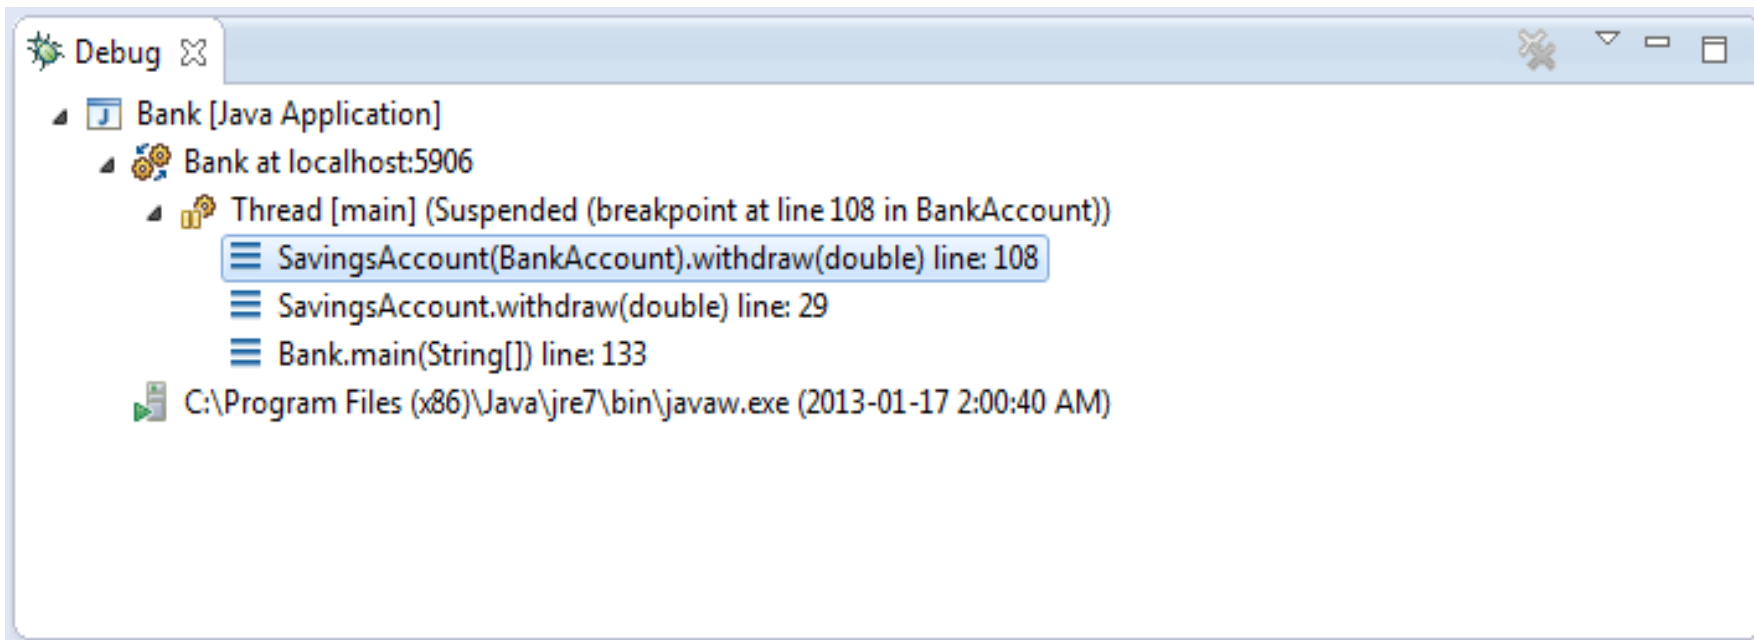 Debug
Bank [Java Application]
Bank at localhost:5906
Thread [main] (Suspended (breakpoint at line 108 in BankAccount))
SavingsAccount(BankAccount).withdraw(double) line: 108
SavingsAccount.withdraw(double) line: 29
Bank.main(String[]) line: 133
C:\Program Files (x86)\Java\jre7\bin\javaw.exe (2013-01-17 2:00:40 AM)